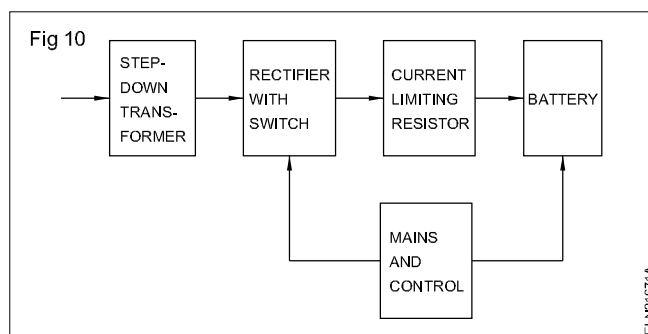 Fig 10
STEP-
DOWN
TRANS-
FORMER
RECTIFIER
WITH
SWITCH
CURRENT
LIMITING
RESISTOR
BATTERY
MAINS
AND
CONTROL